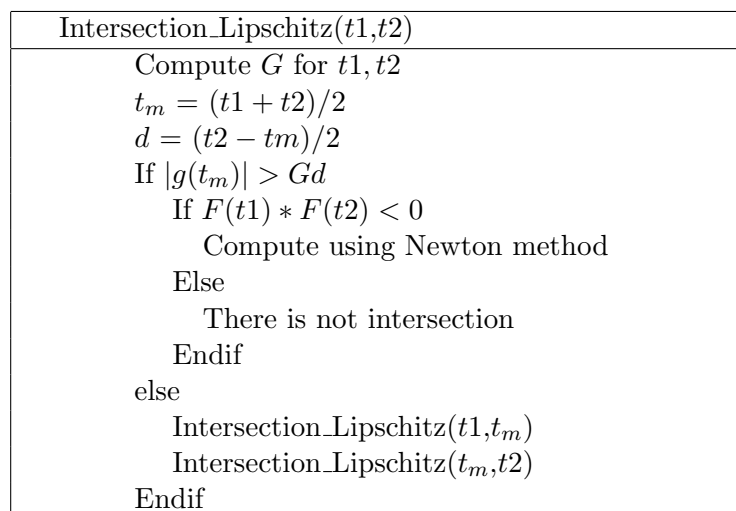 Intersection_Lipschitz(t1,t2)
Compute G for t1, t2
t_m = (t1 + t2)/2
d = (t2 − tm)/2
If |g(t_m)| > Gd
If F(t1) ∗ F(t2) < 0
Compute using Newton method
Else
There is not intersection
Endif
else
Intersection_Lipschitz(t1,t_m)
Intersection_Lipschitz(t_m,t2)
Endif